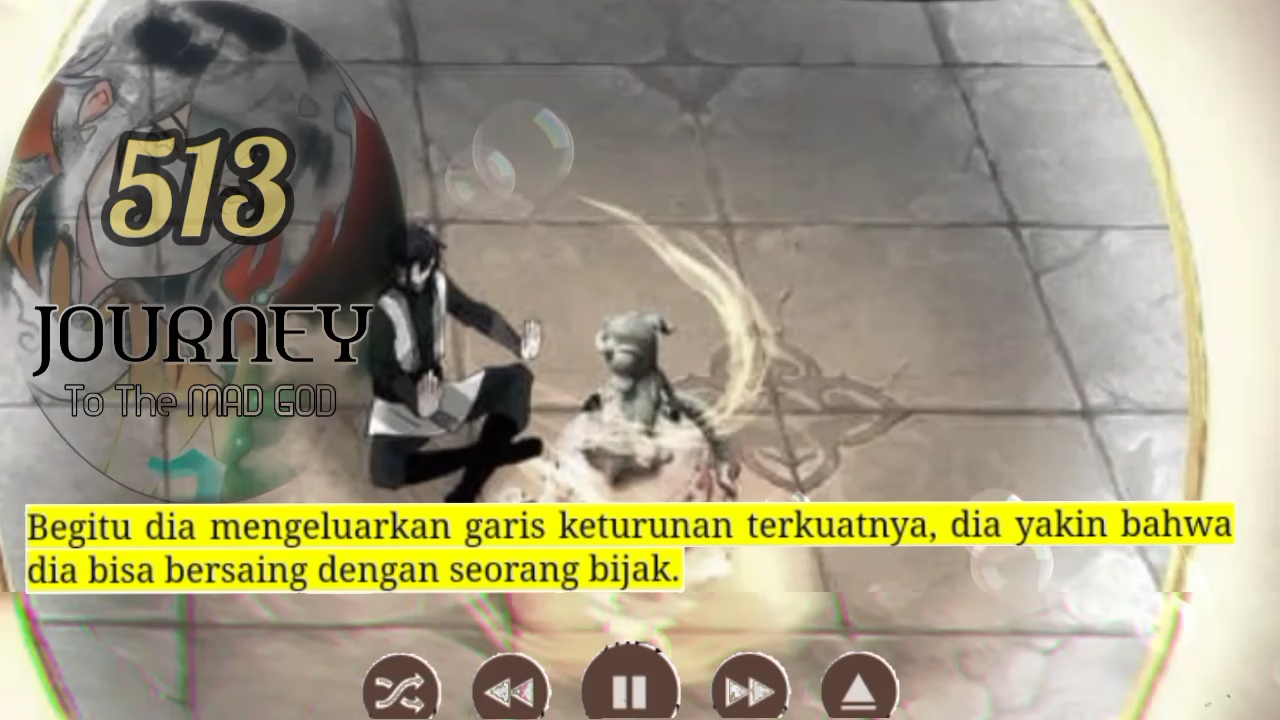 513
JOURNEY
To The MAD GOD
Begitu dia mengeluarkan garis keturunan terkuatnya, dia yakin bahwa
dia bisa bersaing dengan seorang bijak.